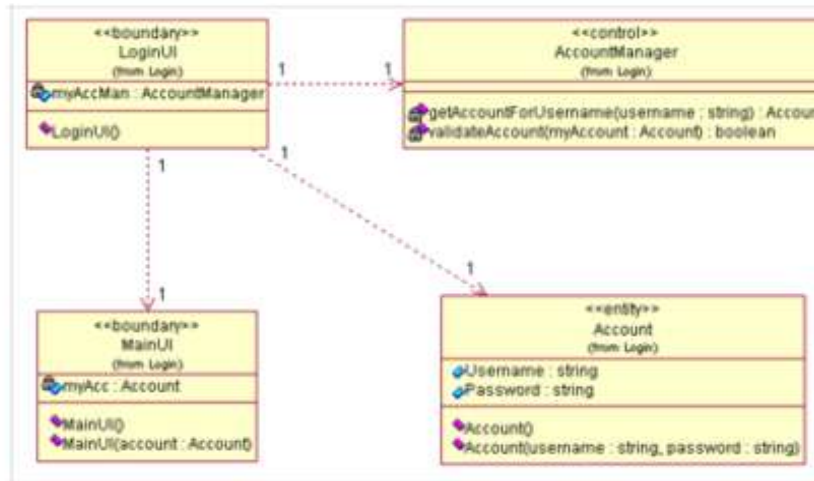 <<boundary>>
LoginUI
(from Login)
myAccMan : AccountManager
LoginUI()
1
1
<<control>>
AccountManager
(from Login)
getAccountForUsername(username : string) : Accou
validateAccount(myAccount : Account) : boolean
1
1
1
1
<<boundary>>
MainUI
(from Login)
myAcc : Account
MainUI()
MainUI(account : Account)
<<entity>>
Account
(from Login)
Username : string
Password : string
Account()
Account(username : string, password : string)